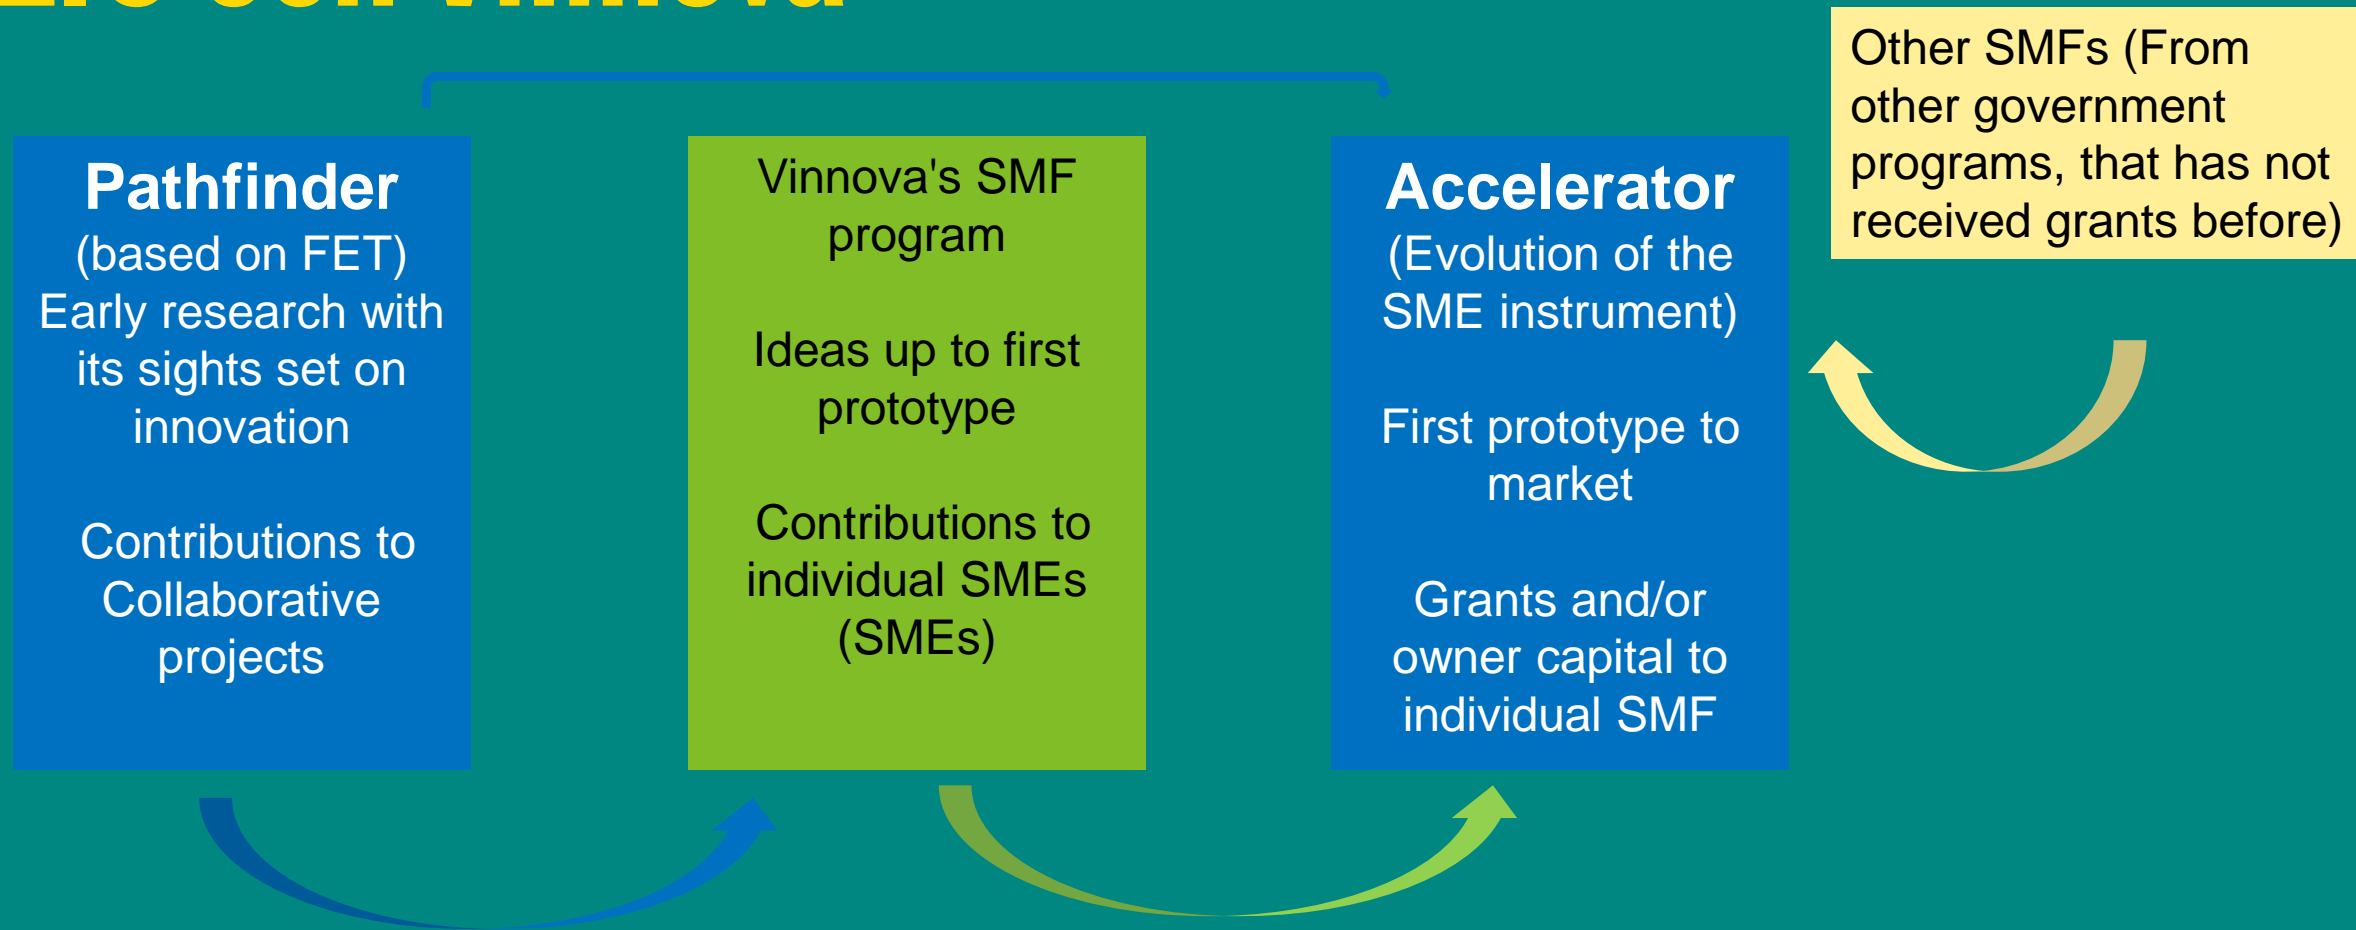 EIC och Vinnova
Other SMFs (From
other government
programs, that has not
received grants before)
Pathfinder
(based on FET)
Early research with
its sights set on
innovation
Contributions to
Collaborative
projects
Vinnova's SMF
program
Ideas up to first
prototype
Contributions to
individual SMEs
(SMEs)
Accelerator
(Evolution of the
SME instrument)
First prototype to
market
Grants and/or
owner capital to
individual SMF